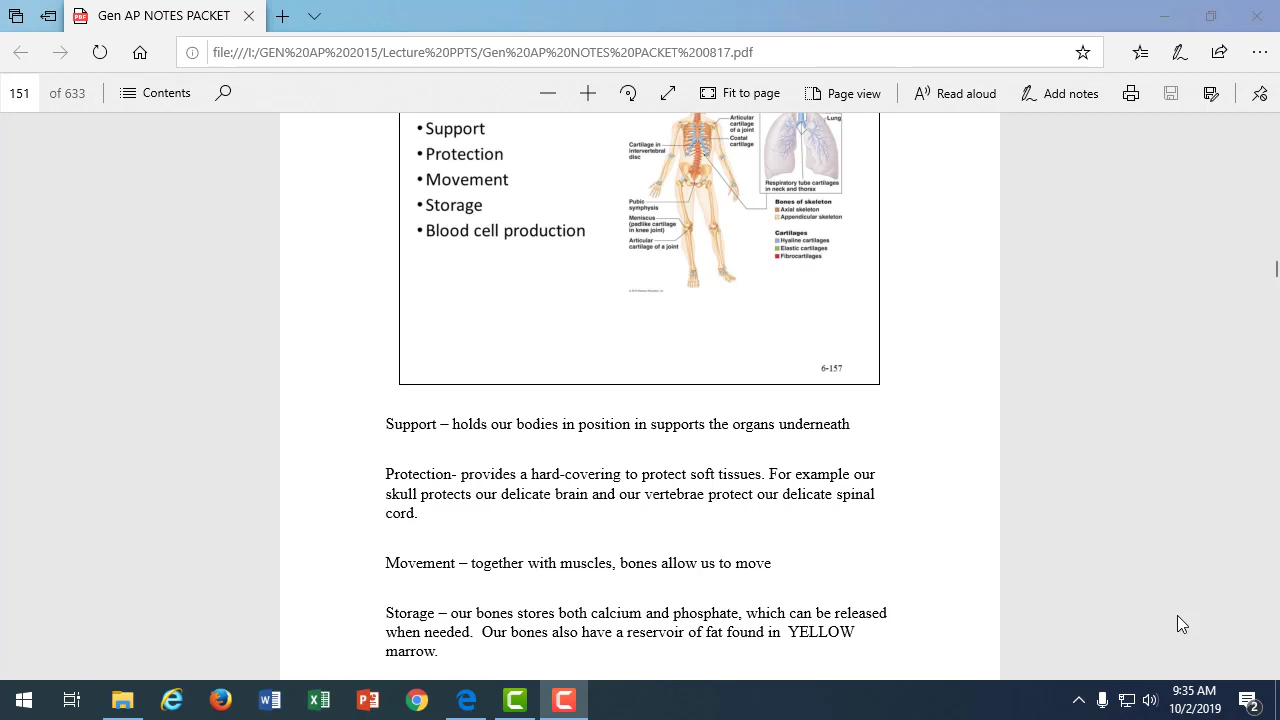 Gen AP NOTES PACKET
PDF
file:///I:/GEN%20AP%202015/Lecture%20PPTS/Gen%20AP%20NOTES%20PACKET%200817.pdf
151 of 633 Contents Fit to page Page view Read aloud Add notes
• Support
• Protection
• Movement
• Storage
• Blood cell production
Cartilage in
intervertebral
disc
Pubic
symphysis
Meniscus
(padlike cartilage
in knee joint)
Articular
cartilage of a joint
Articular
cartilage
of a joint
Costal
cartilage
Lung
Respiratory tube cartilages
in neck and thorax
Bones of skeleton
Axial skeleton
Appendicular skeleton
Cartilages
Hyaline cartilages
Elastic cartilages
Fibrocartilages
6-157
Support – holds our bodies in position in supports the organs underneath
Protection- provides a hard-covering to protect soft tissues. For example our
skull protects our delicate brain and our vertebrae protect our delicate spinal
cord.
Movement – together with muscles, bones allow us to move
Storage – our bones stores both calcium and phosphate, which can be released
when needed.  Our bones also have a reservoir of fat found in  YELLOW
marrow.
9:35 AM
10/2/2019
2